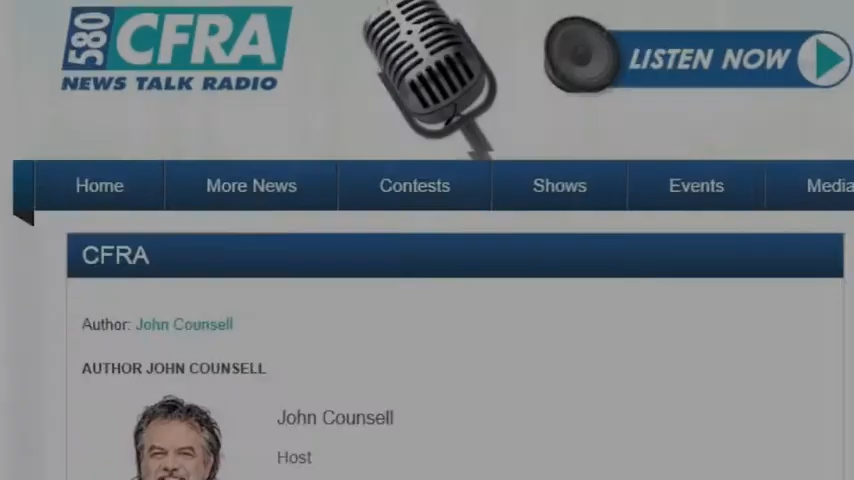 580 CFRA
NEWS TALK RADIO
LISTEN NOW
Home More News Contests Shows Events Media
CFRA
Author: John Counsell
AUTHOR JOHN COUNSELL
John Counsell
Host